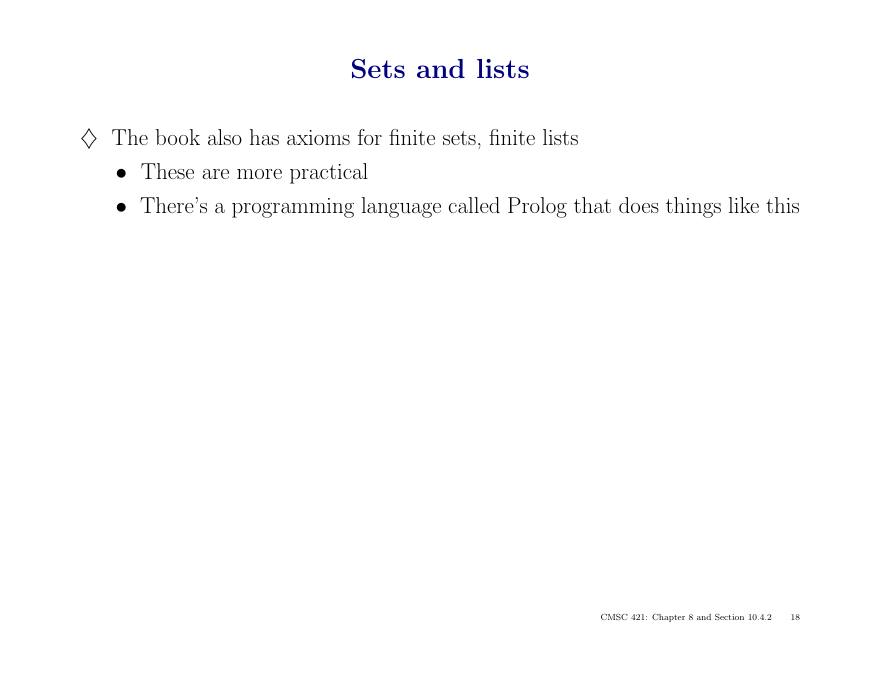 Sets and lists
♢ The book also has axioms for finite sets, finite lists
• These are more practical
• There's a programming language called Prolog that does things like this
CMSC 421: Chapter 8 and Section 10.4.2 18